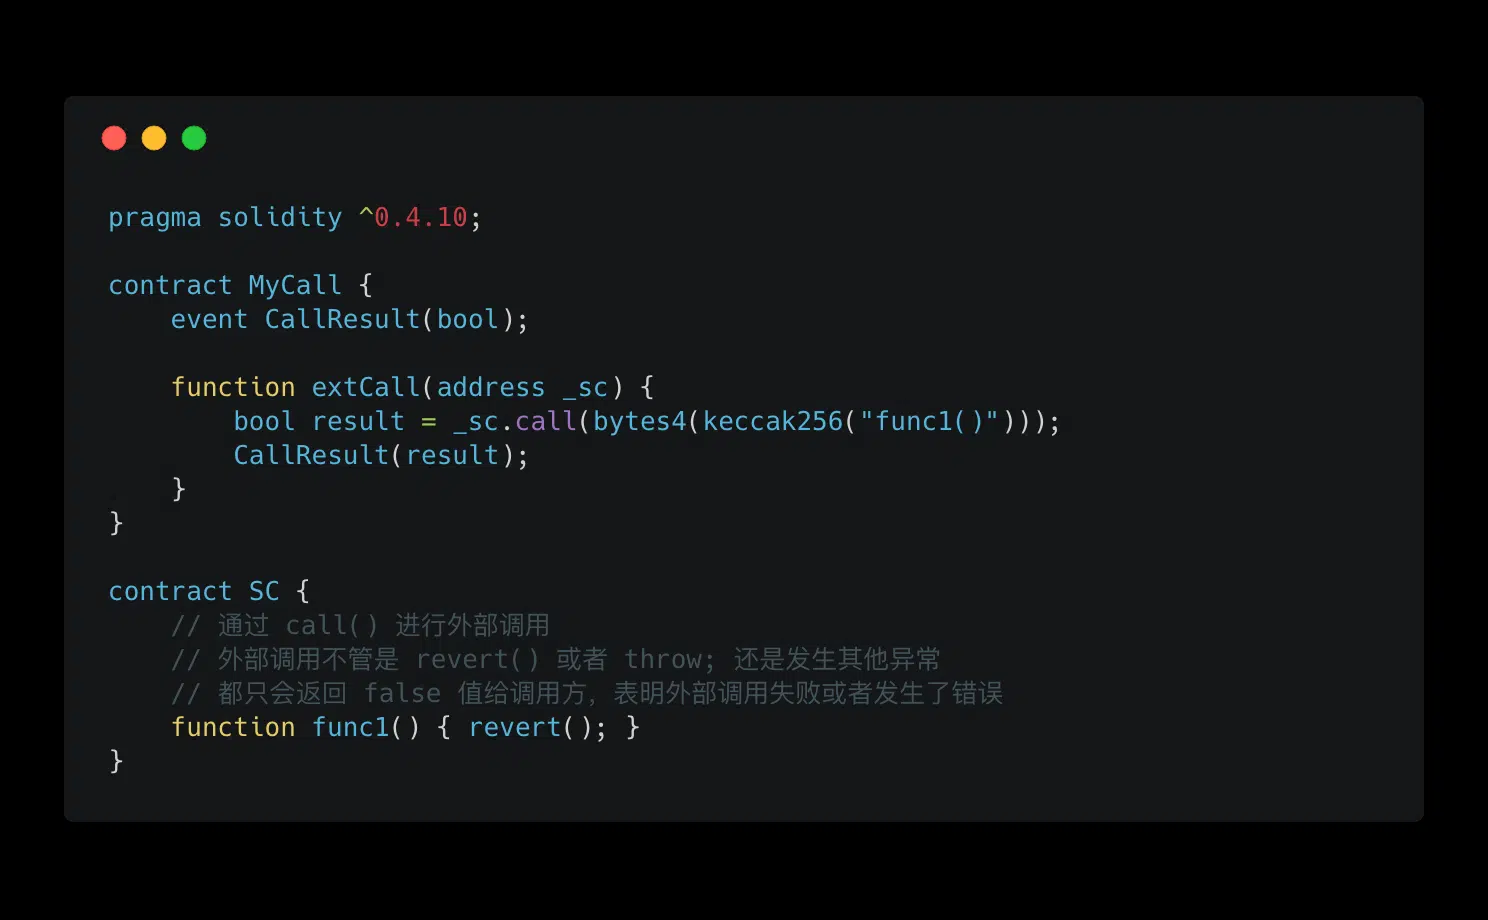 pragma solidity ^0.4.10;
contract MyCall {
event CallResult(bool);
function extCall(address _sc) {
bool result = _sc.call(bytes4(keccak256("func1()")));
CallResult(result);
}
}
contract SC {
// 通过 call() 进行外部调用
// 外部调用不管是 revert() 或者 throw; 还是发生其他异常
// 都只会返回 false 值给调用方，表明外部调用失败或者发生了错误
function func1() { revert(); }
}